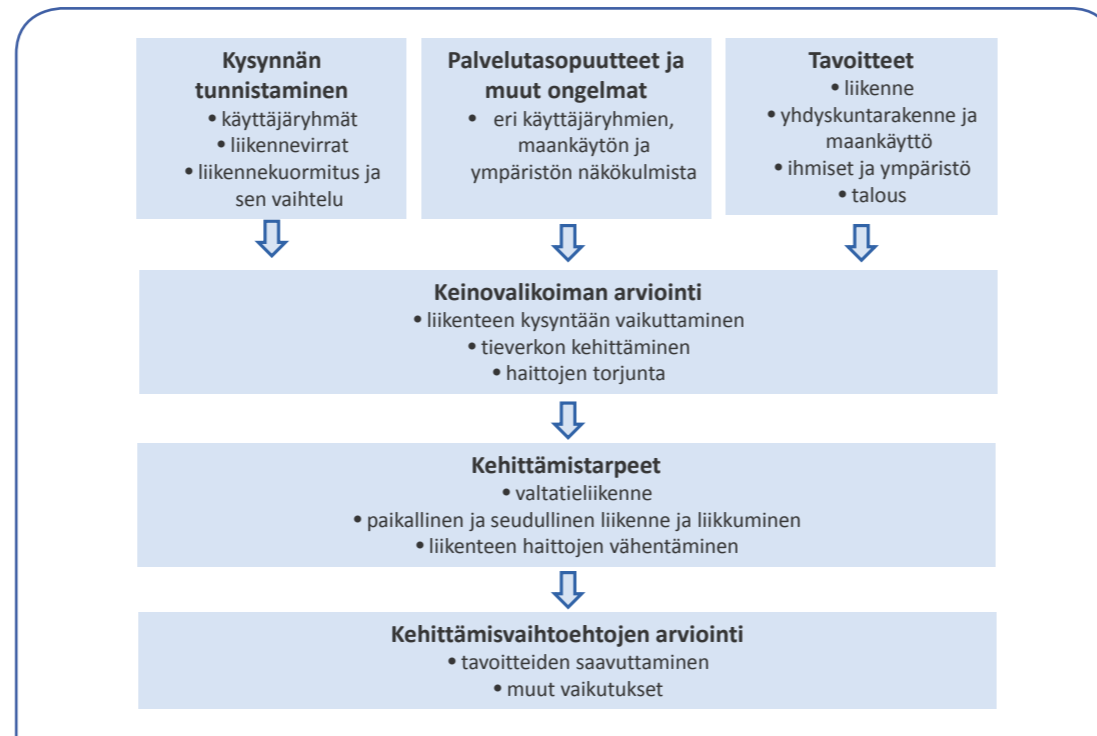 Kysynnän
tunnistaminen
• käyttäjäryhmät
• liikennevirrat
• liikennekuormitus ja
sen vaihtelu
Palvelutasopuutteet ja
muut ongelmat
• eri käyttäjäryhmien,
maankäytön ja
ympäristön näkökulmista
Tavoitteet
• liikenne
• yhdyskuntarakenne ja
maankäyttö
• ihmiset ja ympäristö
• talous
Keinovalikoiman arviointi
• liikenteen kysyntään vaikuttaminen
• tieverkon kehittäminen
• haittojen torjunta
Kehittämistarpeet
• valtatieliikenne
• paikallinen ja seudullinen liikenne ja liikkuminen
• liikenteen haittojen vähentäminen
Kehittämisvaihtoehtojen arviointi
• tavoitteiden saavuttaminen
• muut vaikutukset